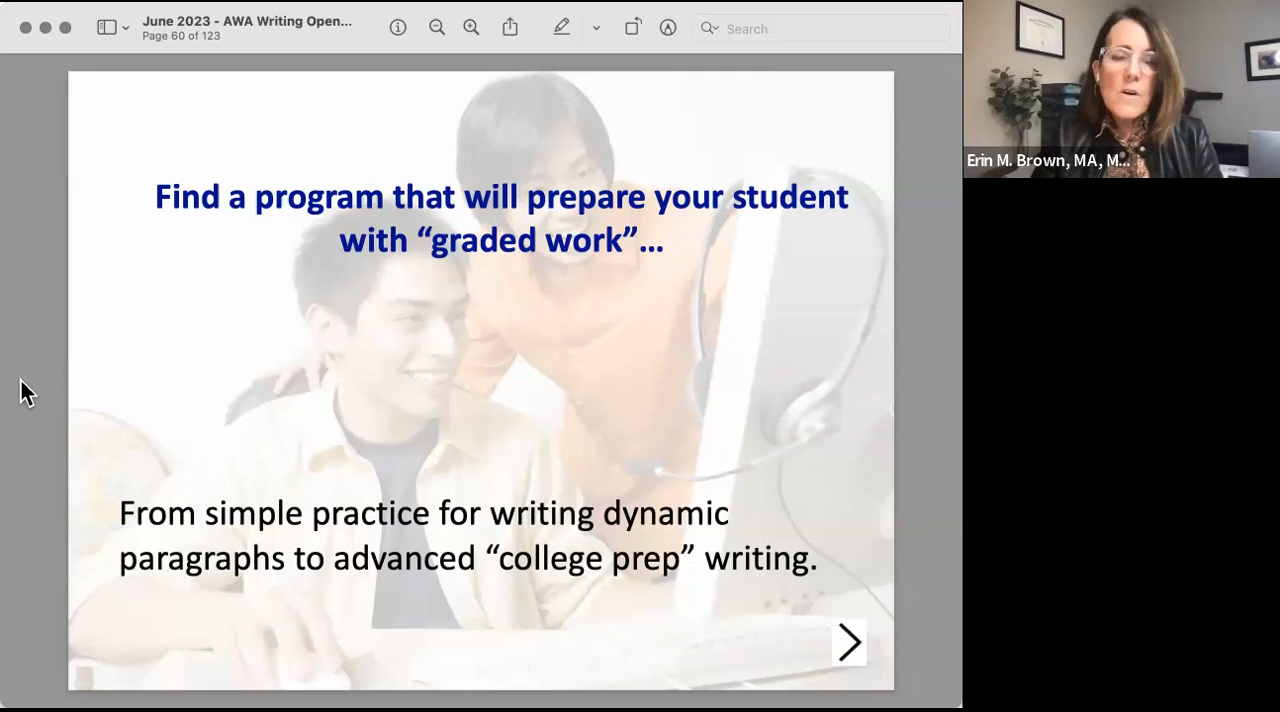 June 2023 - AWA Writing Open...
Page 60 of 123
Search
Erin M. Brown, MA, M...
Find a program that will prepare your student
with “graded work”…
From simple practice for writing dynamic
paragraphs to advanced “college prep” writing.